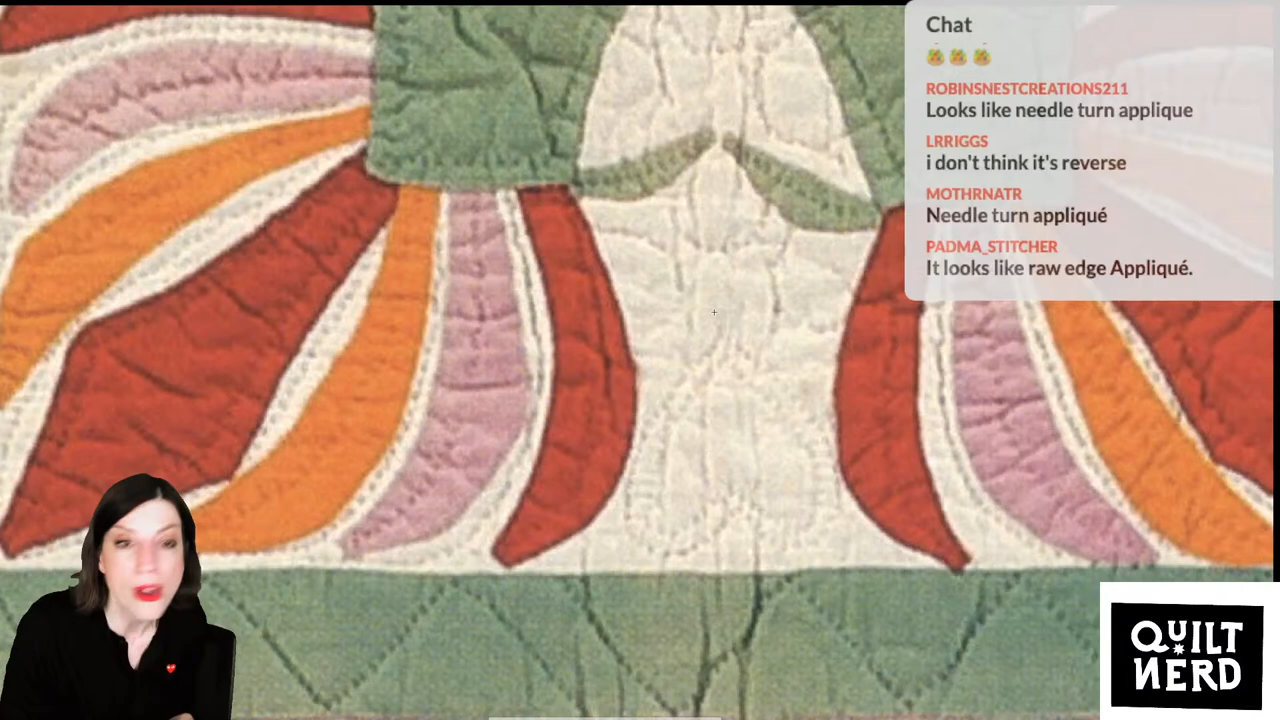 Chat
ROBINSNESTCREATIONS211
Looks like needle turn applique
LRRIGGS
i don't think it's reverse
MOTHRNATR
Needle turn appliqué
PADMA_STITCHER
It looks like raw edge Appliqué.
QUILT
NERD